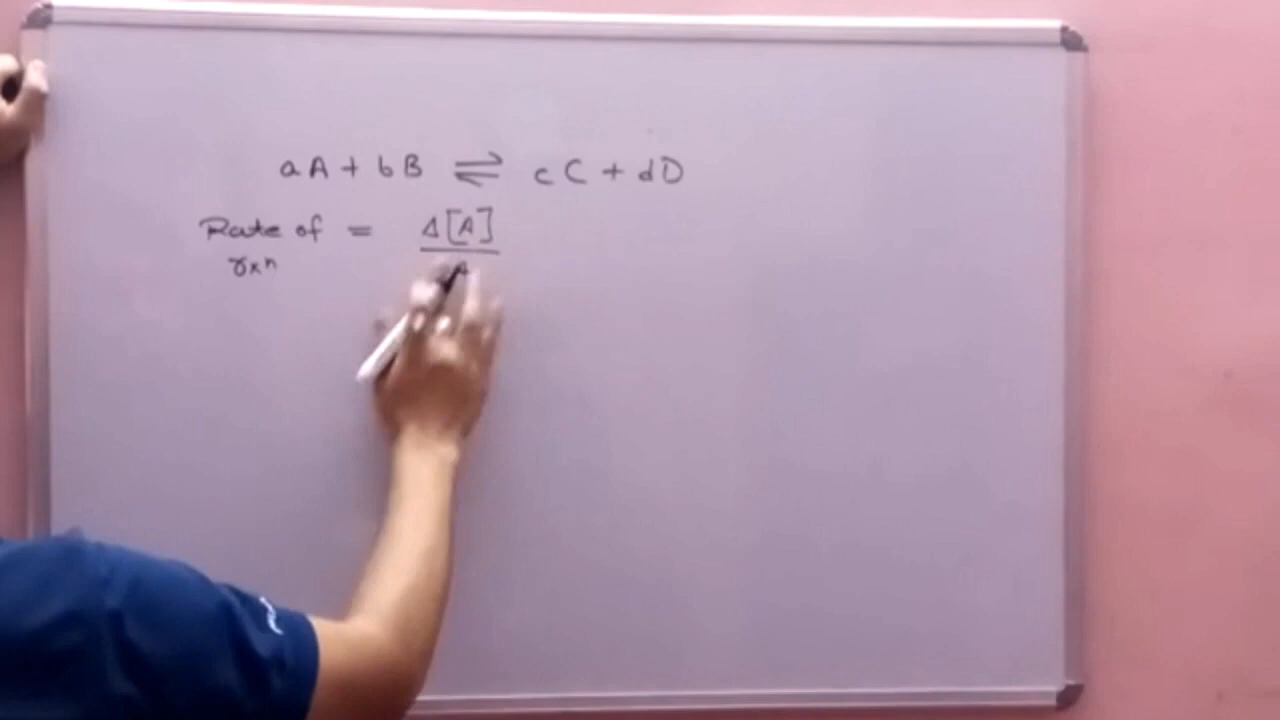 aA + bB ⇌ cC + dD
Rate of = Δ[A]
rxn